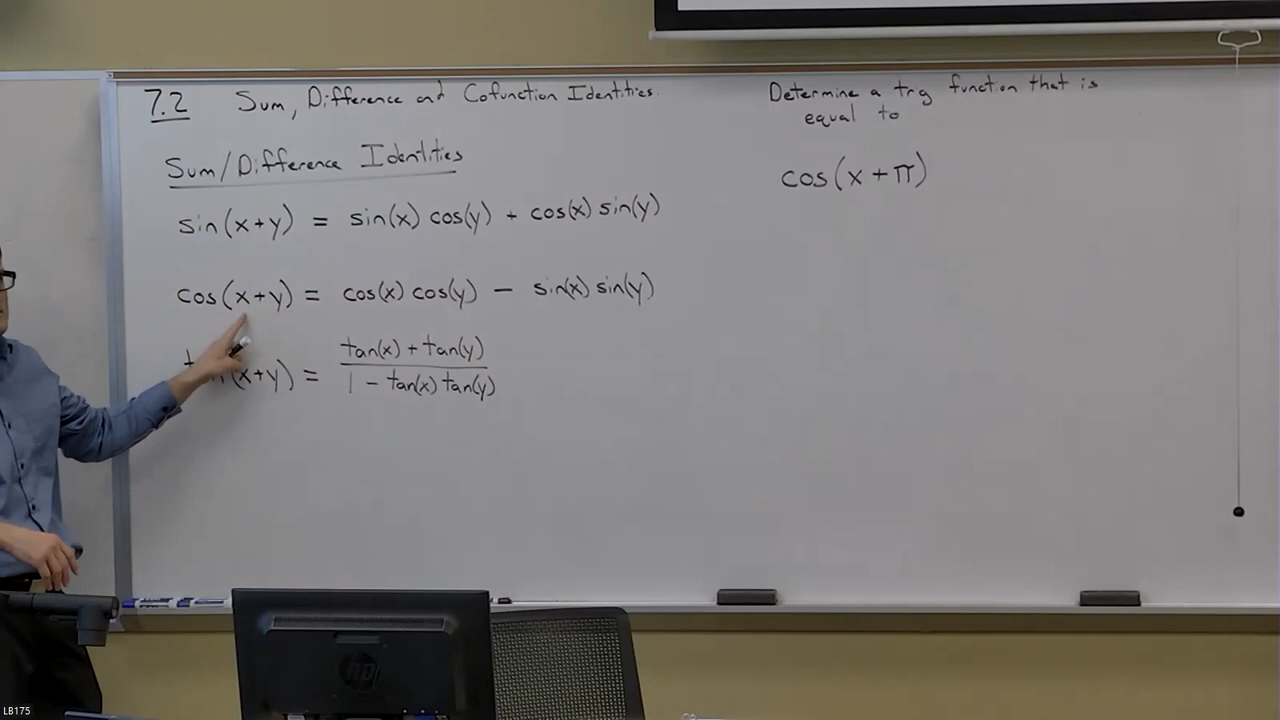 7.2 Sum, Difference and Cofunction Identities
Sum/Difference Identities
sin(x+y) = sin(x) cos(y) + cos(x) sin(y)
cos(x+y) = cos(x) cos(y) − sin(x) sin(y)
(x+y) = tan(x) + tan(y)
1 − tan(x) tan(y)
Determine a trig function that is
equal to
cos(x + π)
hp
LB175